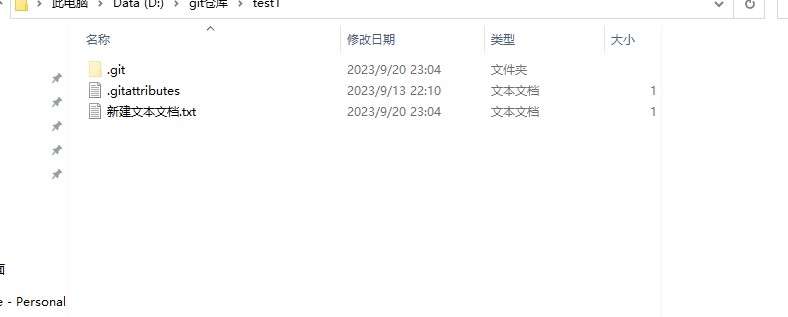 此电脑 > Data (D:) > git仓库 > test1
名称 修改日期 类型 大小
.git 2023/9/20 23:04 文件夹
.gitattributes 2023/9/13 22:10 文本文档 1
新建文本文档.txt 2023/9/20 23:04 文本文档 1
面
e - Personal